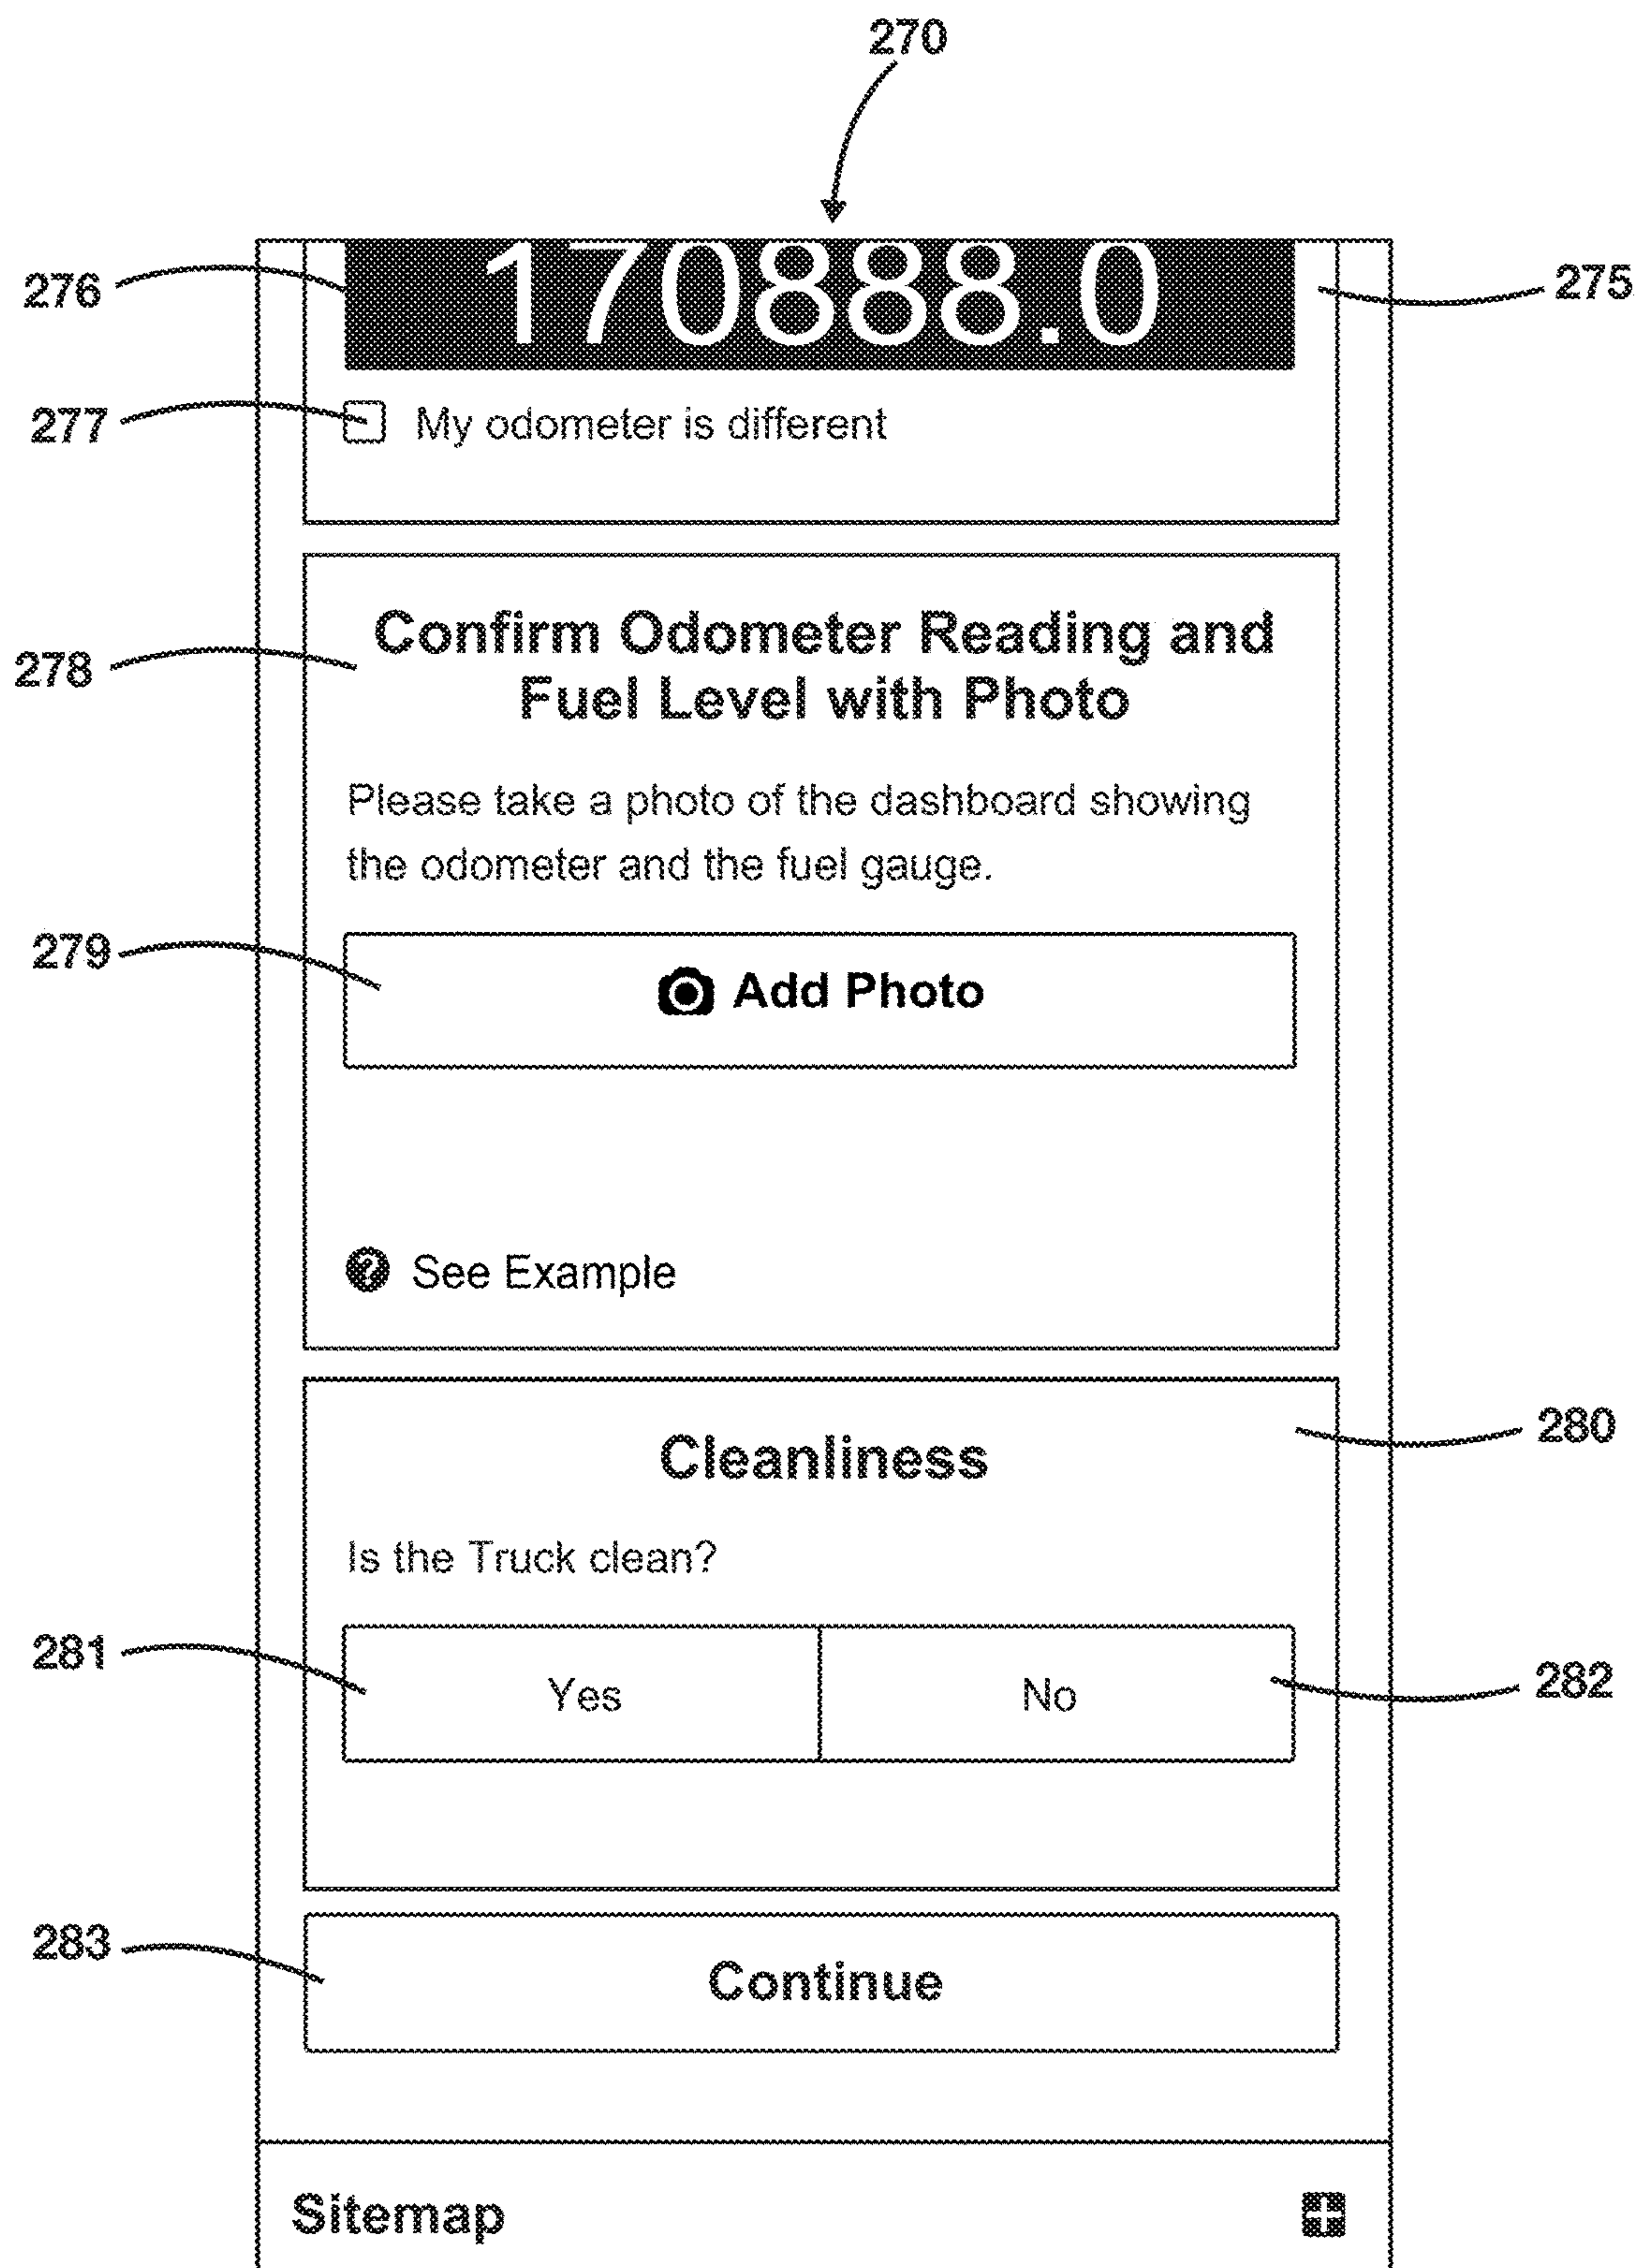 270
276
170888.0
275
277
My odometer is different
278
Confirm Odometer Reading and
Fuel Level with Photo
Please take a photo of the dashboard showing
the odometer and the fuel gauge.
279
Add Photo
? See Example
280
Cleanliness
Is the Truck clean?
281
Yes
No
282
283
Continue
Sitemap